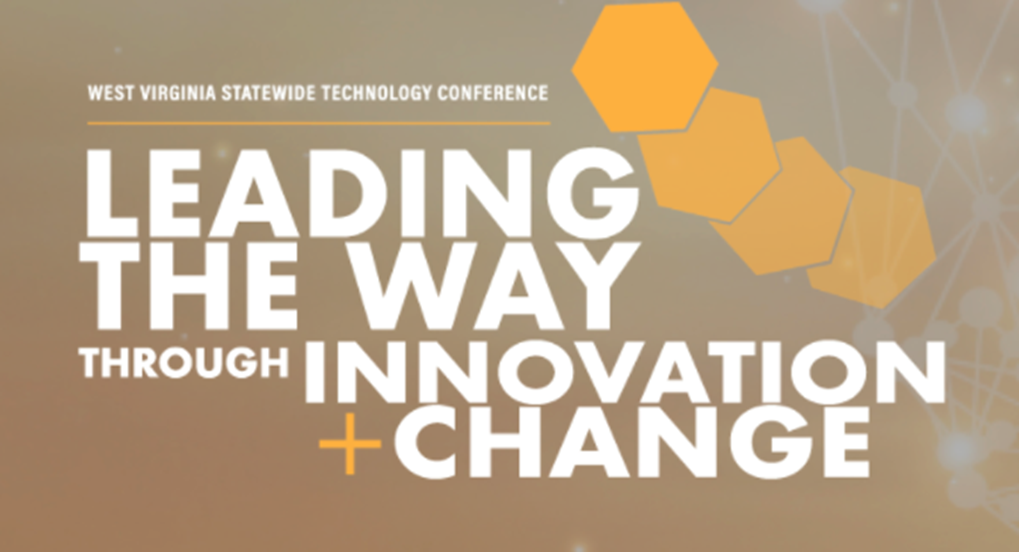 WEST VIRGINIA STATEWIDE TECHNOLOGY CONFERENCE
LEADING
THE WAY
THROUGH INNOVATION
+CHANGE